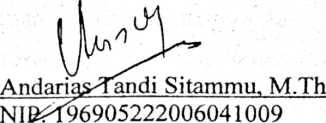 Andarias Tandi Sitammu, M.Th
NIP. 196905222006041009